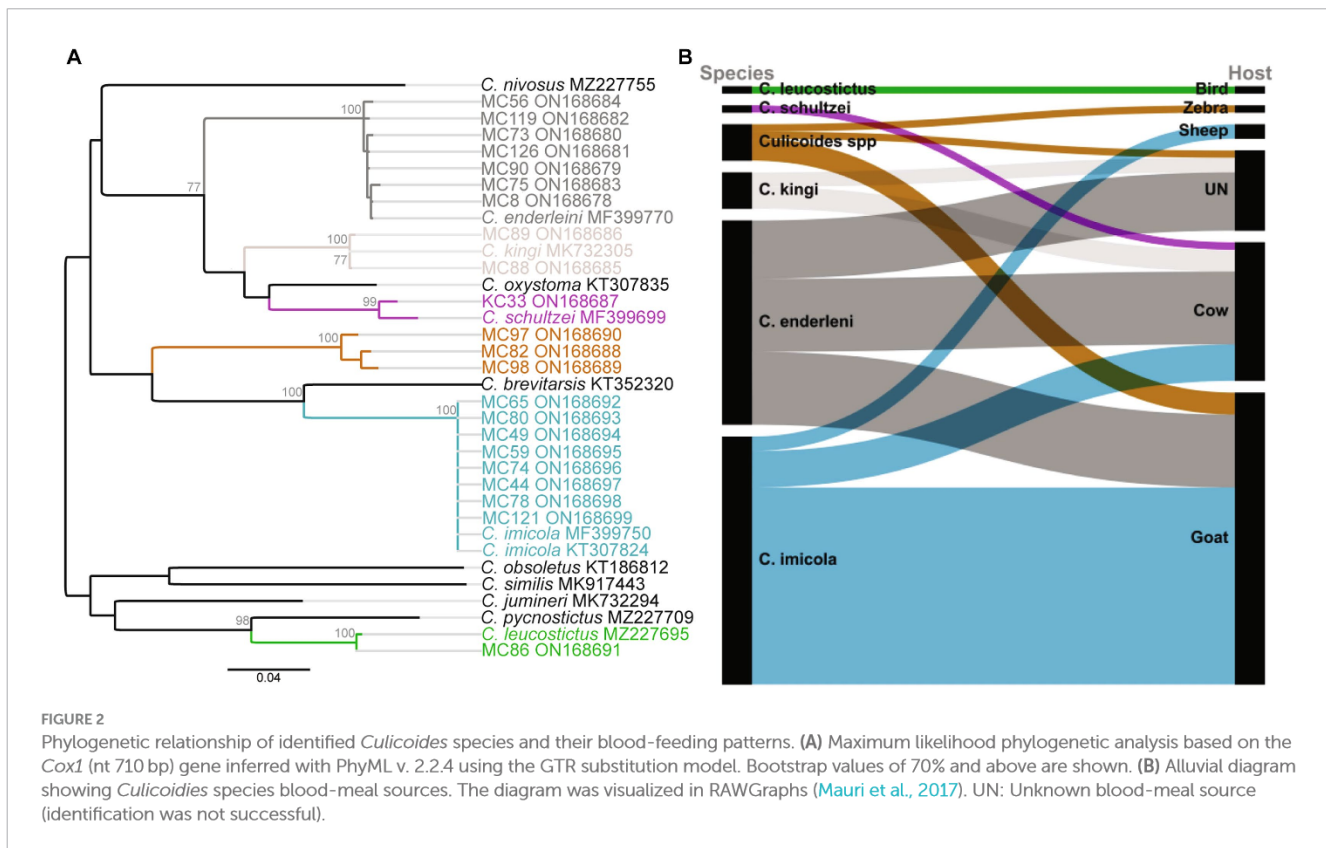 A
C. nivosus MZ227755
MC56 ON168684
MC119 ON168682
MC73 ON168680
MC126 ON168681
MC90 ON168679
MC75 ON168683
MC8 ON168678
C. enderleini MF399770
MC89 ON168686
C. kingi MK732305
MC88 ON168685
C. oxystoma KT307835
KC33 ON168687
C. schultzei MF399699
MC97 ON168690
MC82 ON168688
MC98 ON168689
C. brevitarsis KT352320
MC65 ON168692
MC80 ON168693
MC49 ON168694
MC59 ON168695
MC74 ON168696
MC44 ON168697
MC78 ON168698
MC121 ON168699
C. imicola MF399750
C. imicola KT307824
C. obsoletus KT186812
C. similis MK917443
C. jumineri MK732294
C. pycnostictus MZ227709
C. leucostictus MZ227695
MC86 ON168691
100
77
100
77
99
100
100
100
98
100
0.04
B
Species
Host
C. leucostictus
Bird
C. schultzei
Zebra
Culicoides spp
Sheep
C. kingi
UN
C. enderleni
Cow
C. imicola
Goat
FIGURE 2
Phylogenetic relationship of identified Culicoides species and their blood-feeding patterns. (A) Maximum likelihood phylogenetic analysis based on the
Cox1 (nt 710 bp) gene inferred with PhyML v. 2.2.4 using the GTR substitution model. Bootstrap values of 70% and above are shown. (B) Alluvial diagram
showing Culicoidies species blood-meal sources. The diagram was visualized in RAWGraphs (Mauri et al., 2017). UN: Unknown blood-meal source
(identification was not successful).